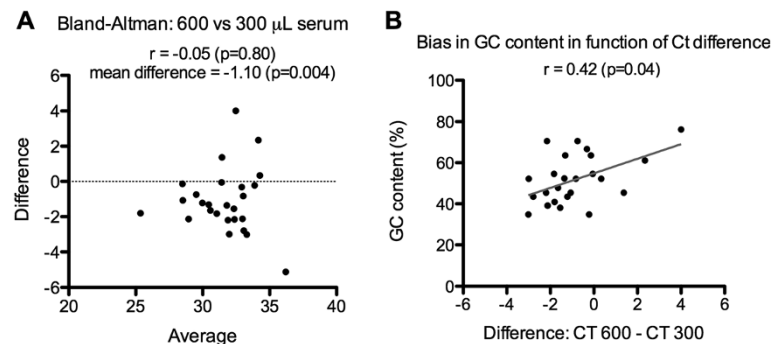 A
Bland-Altman: 600 vs 300 µL serum
r = -0.05 (p=0.80)
mean difference = -1.10 (p=0.004)
6
4
2
0
-2
-4
-6
20
25
30
35
40
Difference
Average
B
Bias in GC content in function of Ct difference
r = 0.42 (p=0.04)
100
80
60
40
20
0
-6
-4
-2
0
2
4
6
GC content (%)
Difference: CT 600 - CT 300